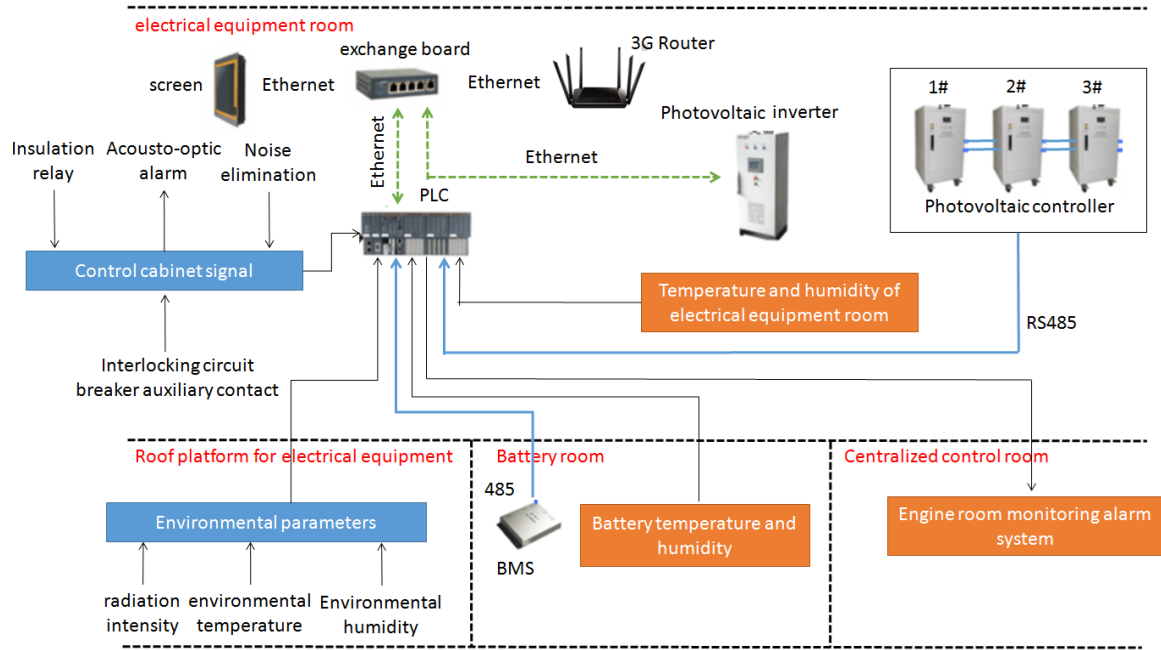 electrical equipment room
exchange board
3G Router
screen
Ethernet
Ethernet
1#
2#
3#
Photovoltaic inverter
Insulation
relay
Acousto-optic
alarm
Noise
elimination
Ethernet
Ethernet
PLC
Photovoltaic controller
Control cabinet signal
Temperature and humidity of
electrical equipment room
RS485
Interlocking circuit
breaker auxiliary contact
Roof platform for electrical equipment
Battery room
Centralized control room
485
Environmental parameters
Battery temperature and
humidity
Engine room monitoring alarm
system
BMS
radiation
intensity
environmental
temperature
Environmental
humidity